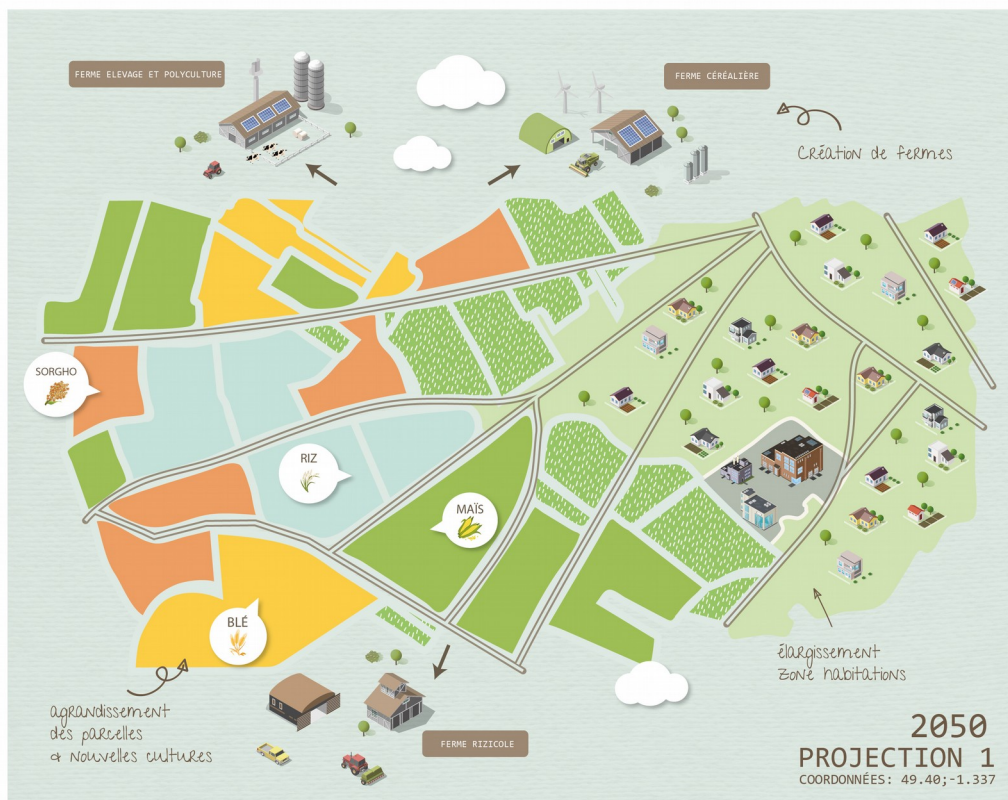 FERME ELEVAGE ET POLYCULTURE
FERME CÉRÉALIÈRE
Création de fermes
SORGHO
RIZ
MAÏS
BLÉ
élargissement
zone habitations
agrandissement
des parcelles
& nouvelles cultures
FERME RIZICOLE
2050
PROJECTION 1
COORDONNÉES: 49.40;-1.337